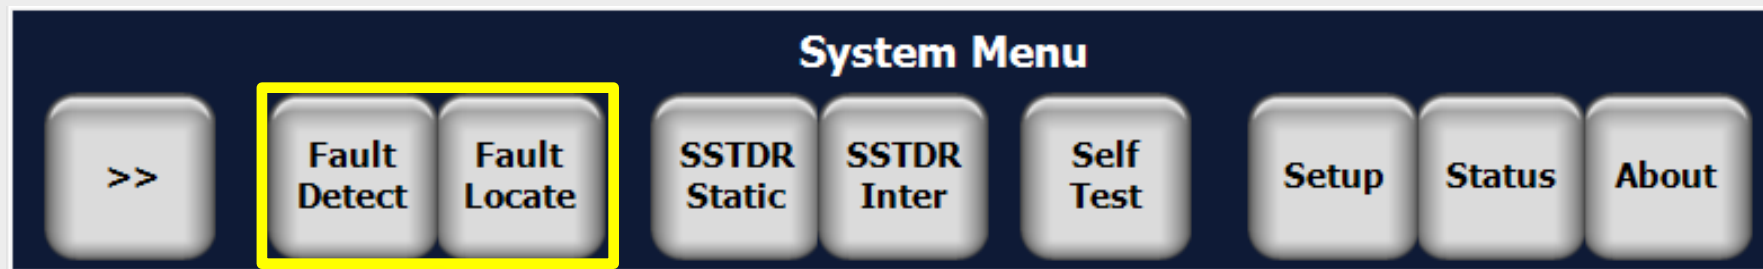 System Menu
>>
Fault
Detect
Fault
Locate
SSTDR
Static
SSTDR
Inter
Self
Test
Setup
Status
About